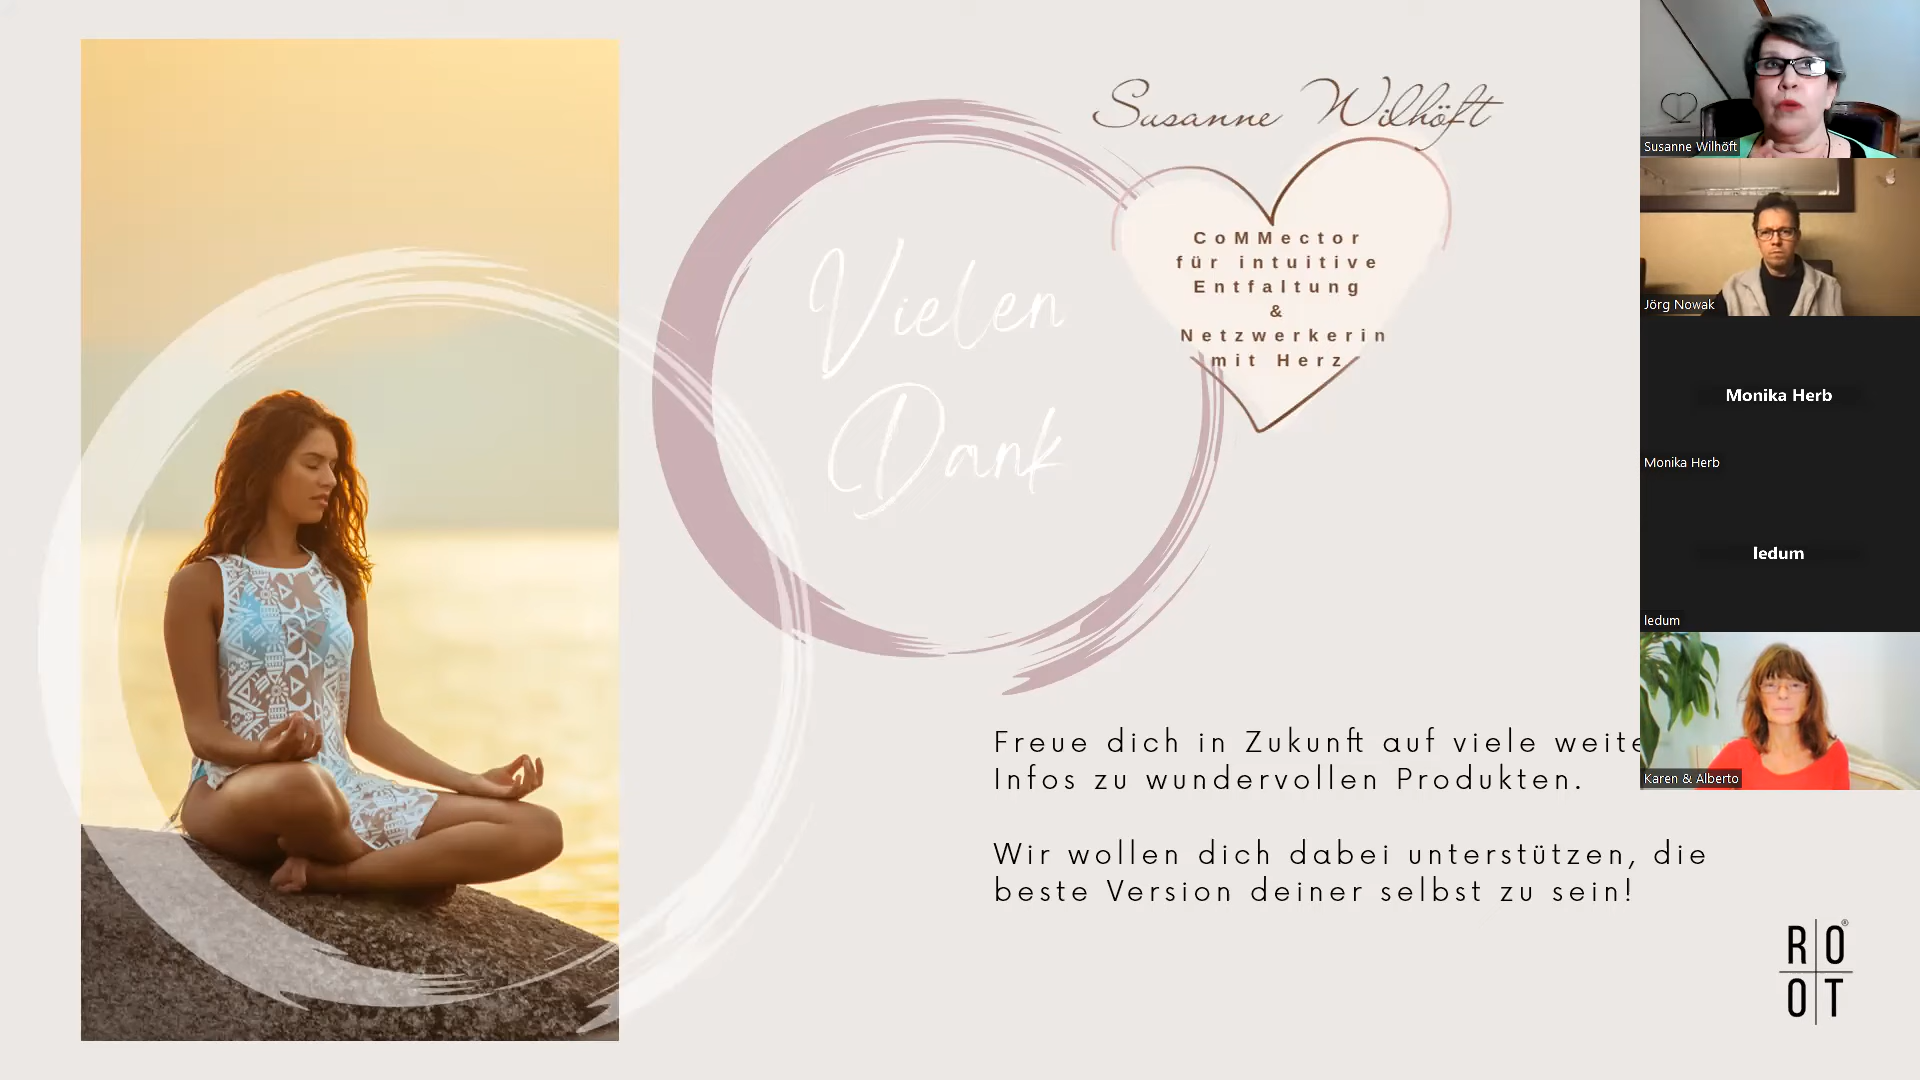 Susanne Wilhöft
CoMMector
für intuitive
Entfaltung
&
Netzwerkerin
mit Herz
Vielen
Dank
Freue dich in Zukunft auf viele weite
Infos zu wundervollen Produkten.
Wir wollen dich dabei unterstützen, die
beste Version deiner selbst zu sein!
RO®
OT
Susanne Wilhöft
Jörg Nowak
Monika Herb
Monika Herb
ledum
ledum
Karen & Alberto